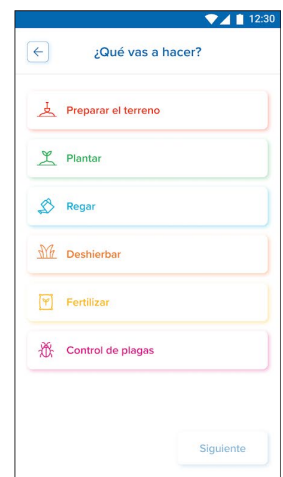 12:30
¿Qué vas a hacer?
Preparar el terreno
Plantar
Regar
Deshierbar
Fertilizar
Control de plagas
Siguiente